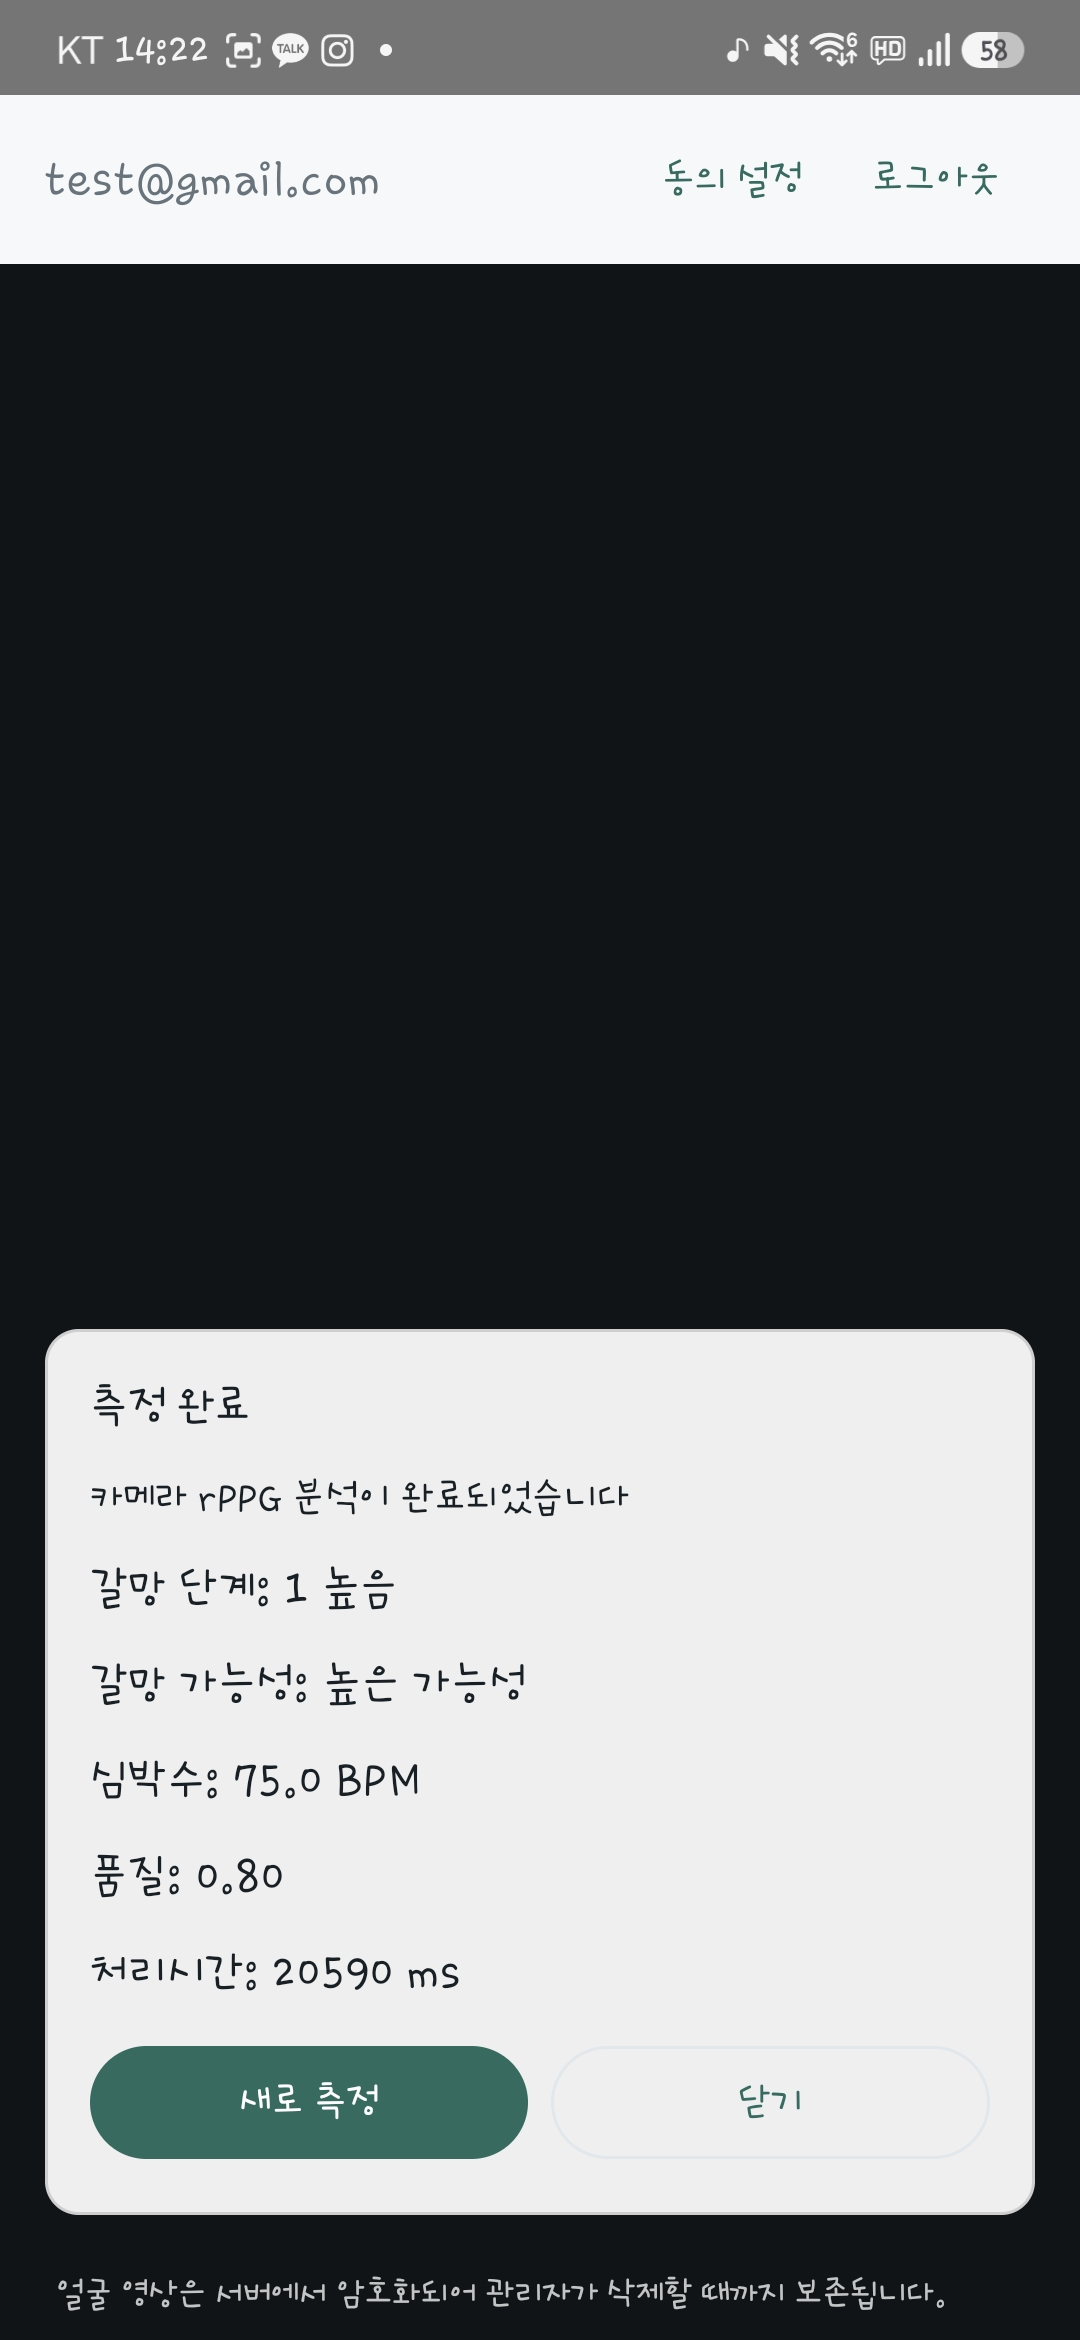 KT 14:22 TALK 6 HD 58
test@gmail.com 동의 설정 로그아웃
측정 완료
카메라 rPPG 분석이 완료되었습니다
갈망 단계: 1 높음
갈망 가능성: 높은 가능성
심박수: 75.0 BPM
품질: 0.80
처리시간: 20590 ms
새로 측정 닫기
얼굴 영상은 서버에서 암호화되어 관리자가 삭제할 때까지 보존됩니다.